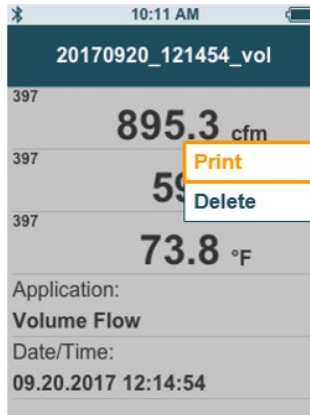 10:11 AM
20170920_121454_vol
397
895.3 cfm
397
Print
Delete
397
73.8 °F
Application:
Volume Flow
Date/Time:
09.20.2017 12:14:54